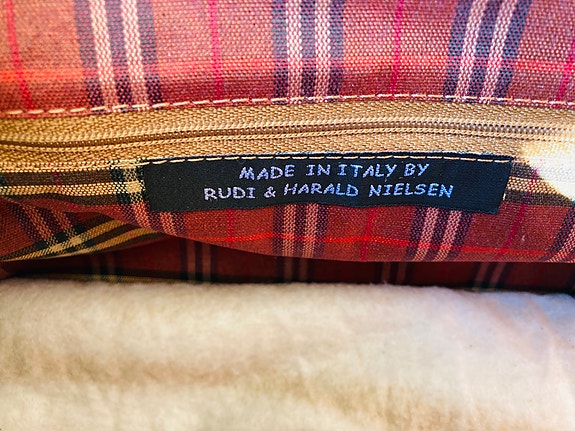 MADE IN ITALY BY
RUDI & HARALD NIELSEN